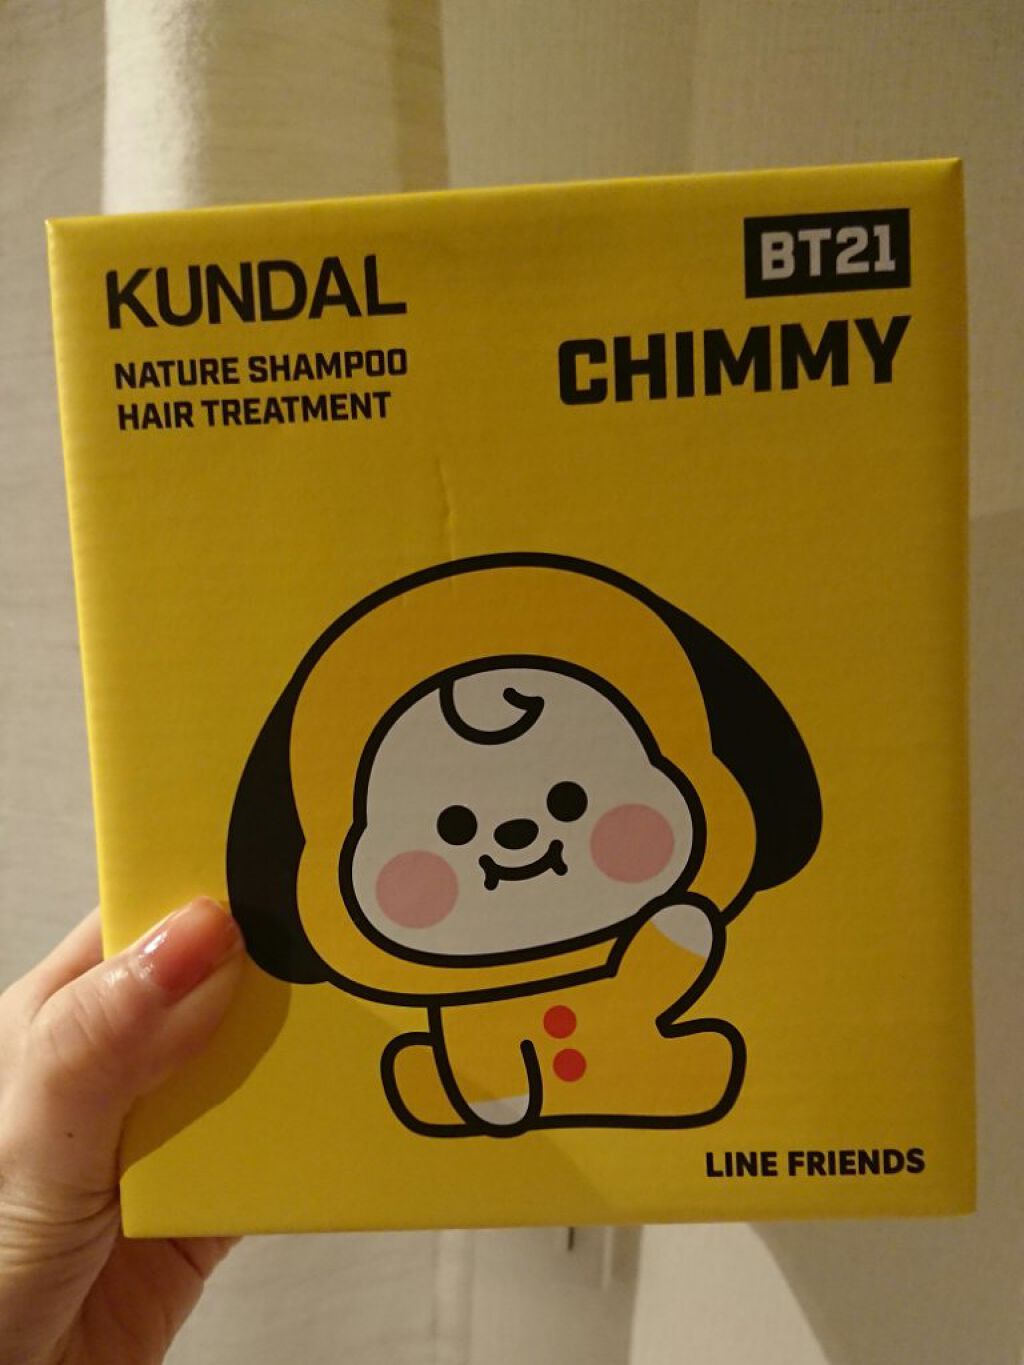 KUNDAL
NATURE SHAMPOO
HAIR TREATMENT
BT21
CHIMMY
LINE FRIENDS